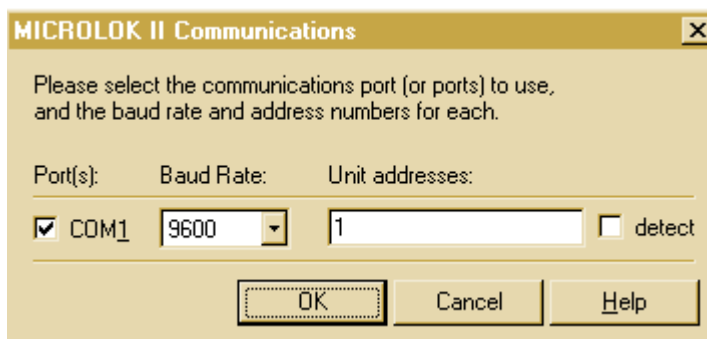 MICROLOK II Communications
Please select the communications port (or ports) to use,
and the baud rate and address numbers for each.
Port(s): Baud Rate: Unit addresses:
COM1 9600 1 detect
OK Cancel Help